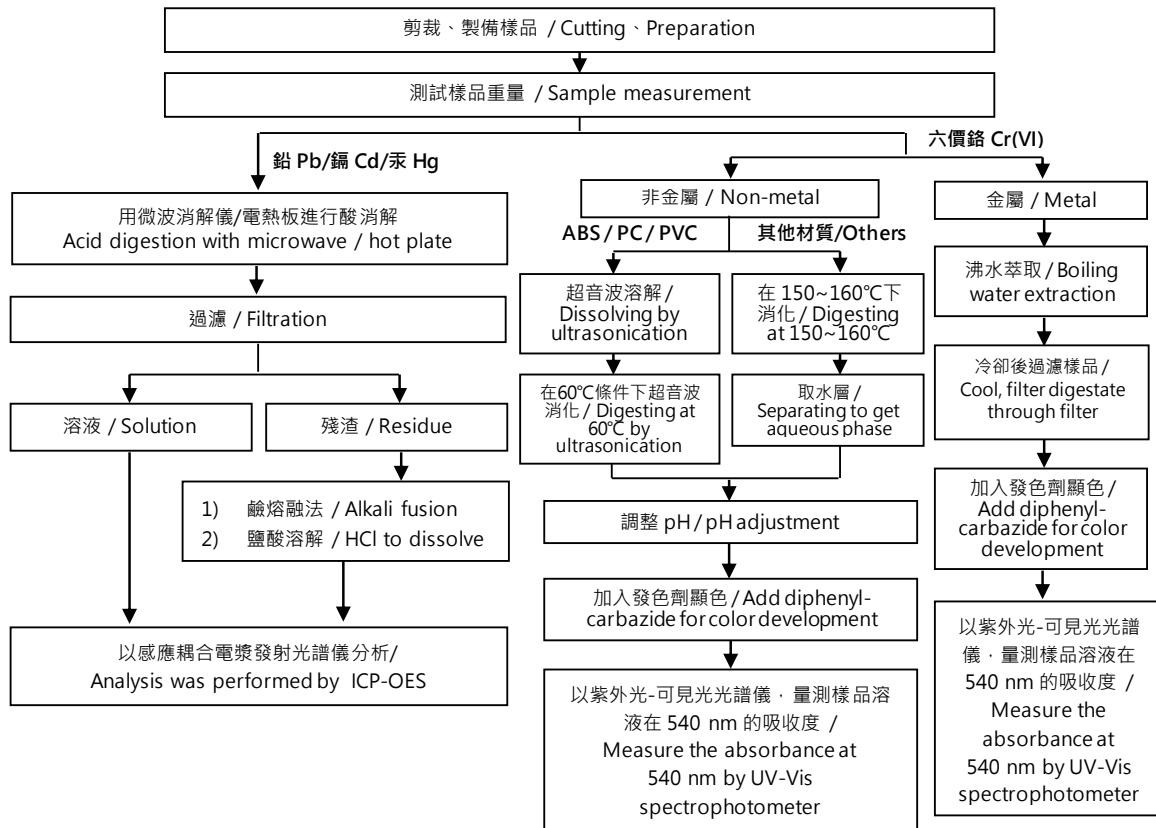 剪裁、製備樣品 / Cutting、Preparation
測試樣品重量 / Sample measurement
鉛 Pb/鎘 Cd/汞 Hg
六價鉻 Cr(VI)
用微波消解儀/電熱板進行酸消解
Acid digestion with microwave / hot plate
過濾 / Filtration
溶液 / Solution
殘渣 / Residue
1) 鹼熔融法 / Alkali fusion
2) 鹽酸溶解 / HCl to dissolve
以感應耦合電漿發射光譜儀分析/
Analysis was performed by ICP-OES
非金屬 / Non-metal
ABS / PC / PVC
其他材質/Others
超音波溶解 /
Dissolving by
ultrasonication
在60℃條件下超音波
消化 / Digesting at
60℃ by
ultrasonication
在 150~160℃下
消化 / Digesting
at 150~160℃
取水層 /
Separating to get
aqueous phase
調整 pH / pH adjustment
加入發色劑顯色 / Add diphenyl-
carbazide for color development
以紫外光-可見光光譜儀，量測樣品溶
液在 540 nm 的吸收度 /
Measure the absorbance at
540 nm by UV-Vis
spectrophotometer
金屬 / Metal
沸水萃取 / Boiling
water extraction
冷卻後過濾樣品 /
Cool, filter digestate
through filter
加入發色劑顯色 /
Add diphenyl-
carbazide for color
development
以紫外光-可見光光譜
儀，量測樣品溶液在
540 nm 的吸收度 /
Measure the
absorbance at
540 nm by UV-Vis
spectrophotometer